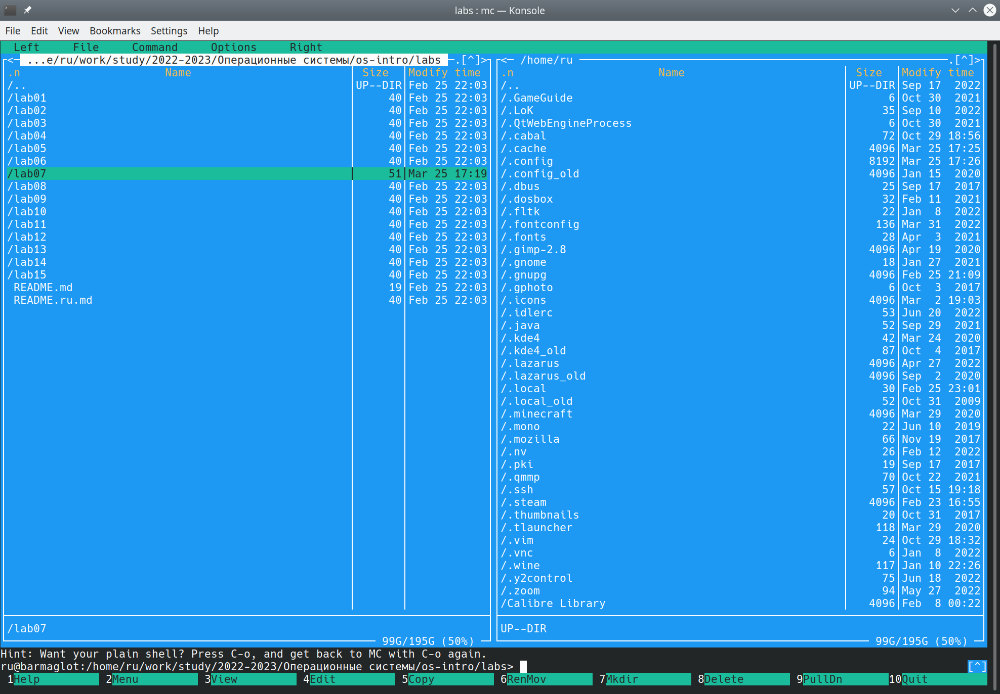 labs : mc — Konsole
File Edit View Bookmarks Settings Help
Left File Command Options Right
<─ ...e/ru/work/study/2022-2023/Операционные системы/os-intro/labs ─.[^]>
.n Name Size Modify time
/.. UP--DIR Feb 25 22:03
/lab01 40 Feb 25 22:03
/lab02 40 Feb 25 22:03
/lab03 40 Feb 25 22:03
/lab04 40 Feb 25 22:03
/lab05 40 Feb 25 22:03
/lab06 40 Feb 25 22:03
/lab07 51 Mar 25 17:19
/lab08 40 Feb 25 22:03
/lab09 40 Feb 25 22:03
/lab10 40 Feb 25 22:03
/lab11 40 Feb 25 22:03
/lab12 40 Feb 25 22:03
/lab13 40 Feb 25 22:03
/lab14 40 Feb 25 22:03
/lab15 40 Feb 25 22:03
README.md 19 Feb 25 22:03
README.ru.md 40 Feb 25 22:03
/lab07
99G/195G (50%)
<─ /home/ru .[^]>
.n Name Size Modify time
/.. UP--DIR Sep 17 2022
/.GameGuide 6 Oct 30 2021
/.LoK 35 Sep 10 2022
/.QtWebEngineProcess 6 Oct 30 2021
/.cabal 72 Oct 29 18:56
/.cache 4096 Mar 25 17:25
/.config 8192 Mar 25 17:26
/.config_old 4096 Jan 15 2020
/.dbus 25 Sep 17 2017
/.dosbox 32 Feb 11 2021
/.fltk 22 Jan 8 2022
/.fontconfig 136 Mar 31 2022
/.fonts 28 Apr 3 2021
/.gimp-2.8 4096 Apr 19 2020
/.gnome 18 Jan 27 2021
/.gnupg 4096 Feb 25 21:09
/.gphoto 6 Oct 3 2017
/.icons 4096 Mar 2 19:03
/.idlerc 53 Jun 20 2022
/.java 52 Sep 29 2021
/.kde4 42 Mar 24 2020
/.kde4_old 87 Oct 4 2017
/.lazarus 4096 Apr 27 2022
/.lazarus_old 4096 Sep 2 2020
/.local 30 Feb 25 23:01
/.local_old 52 Oct 31 2009
/.minecraft 4096 Mar 29 2020
/.mono 22 Jun 10 2019
/.mozilla 66 Nov 19 2017
/.nv 26 Feb 12 2022
/.pki 19 Sep 17 2017
/.qmmp 70 Oct 22 2021
/.ssh 57 Oct 15 19:18
/.steam 4096 Feb 23 16:55
/.thumbnails 20 Oct 31 2017
/.tlauncher 118 Mar 29 2020
/.vim 24 Oct 29 18:32
/.vnc 6 Jan 8 2022
/.wine 117 Jan 10 22:26
/.y2control 75 Jun 18 2022
/.zoom 94 May 27 2022
/Calibre Library 4096 Feb 8 00:22
UP--DIR
99G/195G (50%)
Hint: Want your plain shell? Press C-o, and get back to MC with C-o again.
ru@barmaglot:/home/ru/work/study/2022-2023/Операционные системы/os-intro/labs> [^]
1Help 2Menu 3View 4Edit 5Copy 6RenMov 7Mkdir 8Delete 9PullDn 10Quit